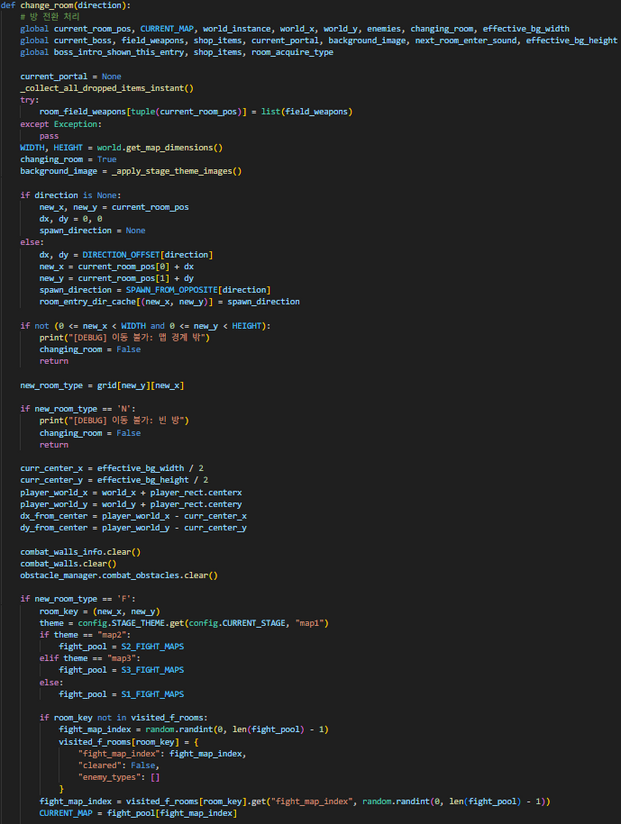 def change_room(direction):
    # 방 전환 처리
    global current_room_pos, CURRENT_MAP, world_instance, world_x, world_y, enemies, changing_room, effective_bg_width
    global current_boss, field_weapons, shop_items, current_portal, background_image, next_room_enter_sound, effective_bg_height
    global boss_intro_shown_this_entry, shop_items, room_acquire_type

    current_portal = None
    _collect_all_dropped_items_instant()
    try:
        room_field_weapons[tuple(current_room_pos)] = list(field_weapons)
    except Exception:
        pass
    WIDTH, HEIGHT = world.get_map_dimensions()
    changing_room = True
    background_image = _apply_stage_theme_images()

    if direction is None:
        new_x, new_y = current_room_pos
        dx, dy = 0, 0
        spawn_direction = None
    else:
        dx, dy = DIRECTION_OFFSET[direction]
        new_x = current_room_pos[0] + dx
        new_y = current_room_pos[1] + dy
        spawn_direction = SPAWN_FROM_OPPOSITE[direction]
        room_entry_dir_cache[(new_x, new_y)] = spawn_direction

    if not (0 <= new_x < WIDTH and 0 <= new_y < HEIGHT):
        print("[DEBUG] 이동 불가: 맵 경계 밖")
        changing_room = False
        return

    new_room_type = grid[new_y][new_x]

    if new_room_type == 'N':
        print("[DEBUG] 이동 불가: 빈 방")
        changing_room = False
        return

    curr_center_x = effective_bg_width / 2
    curr_center_y = effective_bg_height / 2
    player_world_x = world_x + player_rect.centerx
    player_world_y = world_y + player_rect.centery
    dx_from_center = player_world_x - curr_center_x
    dy_from_center = player_world_y - curr_center_y

    combat_walls_info.clear()
    combat_walls.clear()
    obstacle_manager.combat_obstacles.clear()

    if new_room_type == 'F':
        room_key = (new_x, new_y)
        theme = config.STAGE_THEME.get(config.CURRENT_STAGE, "map1")
        if theme == "map2":
            fight_pool = S2_FIGHT_MAPS
        elif theme == "map3":
            fight_pool = S3_FIGHT_MAPS
        else:
            fight_pool = S1_FIGHT_MAPS

        if room_key not in visited_f_rooms:
            fight_map_index = random.randint(0, len(fight_pool) - 1)
            visited_f_rooms[room_key] = {
                "fight_map_index": fight_map_index,
                "cleared": False,
                "enemy_types": []
            }
        fight_map_index = visited_f_rooms[room_key].get("fight_map_index", random.randint(0, len(fight_pool) - 1))
        CURRENT_MAP = fight_pool[fight_map_index]